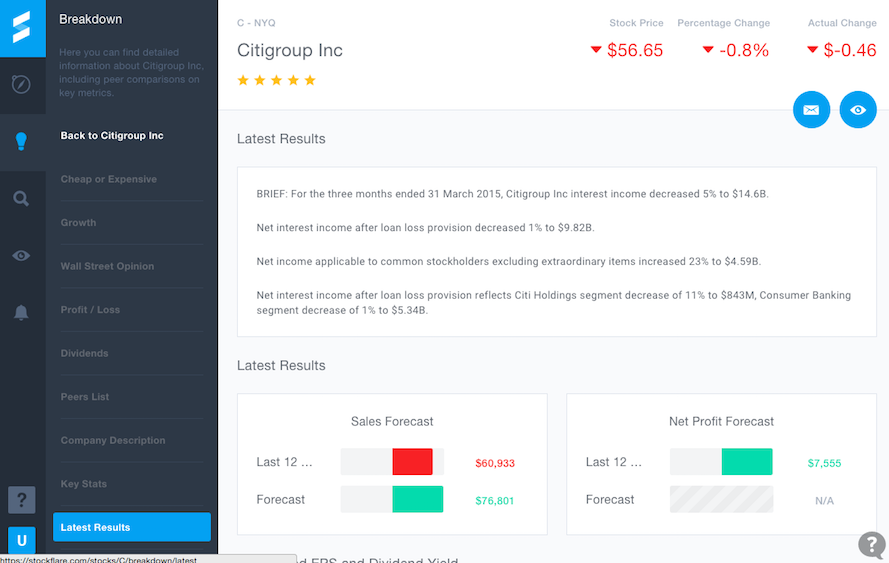 Breakdown
Here you can find detailed
information about Citigroup Inc,
including peer comparisons on
key metrics.
Back to Citigroup Inc
Cheap or Expensive
Growth
Wall Street Opinion
Profit / Loss
Dividends
Peers List
Company Description
Key Stats
Latest Results
?
U
https://stockflare.com/stocks/C/breakdown/latest
C - NYQ
Citigroup Inc
Stock Price Percentage Change Actual Change
$56.65 -0.8% $-0.46
Latest Results
BRIEF: For the three months ended 31 March 2015, Citigroup Inc interest income decreased 5% to $14.6B.
Net interest income after loan loss provision decreased 1% to $9.82B.
Net income applicable to common stockholders excluding extraordinary items increased 23% to $4.59B.
Net interest income after loan loss provision reflects Citi Holdings segment decrease of 11% to $843M, Consumer Banking
segment decrease of 1% to $5.34B.
Latest Results
Sales Forecast
Last 12 ... $60,933
Forecast $76,801
Net Profit Forecast
Last 12 ... $7,555
Forecast N/A
EPS and Dividend Yield
?